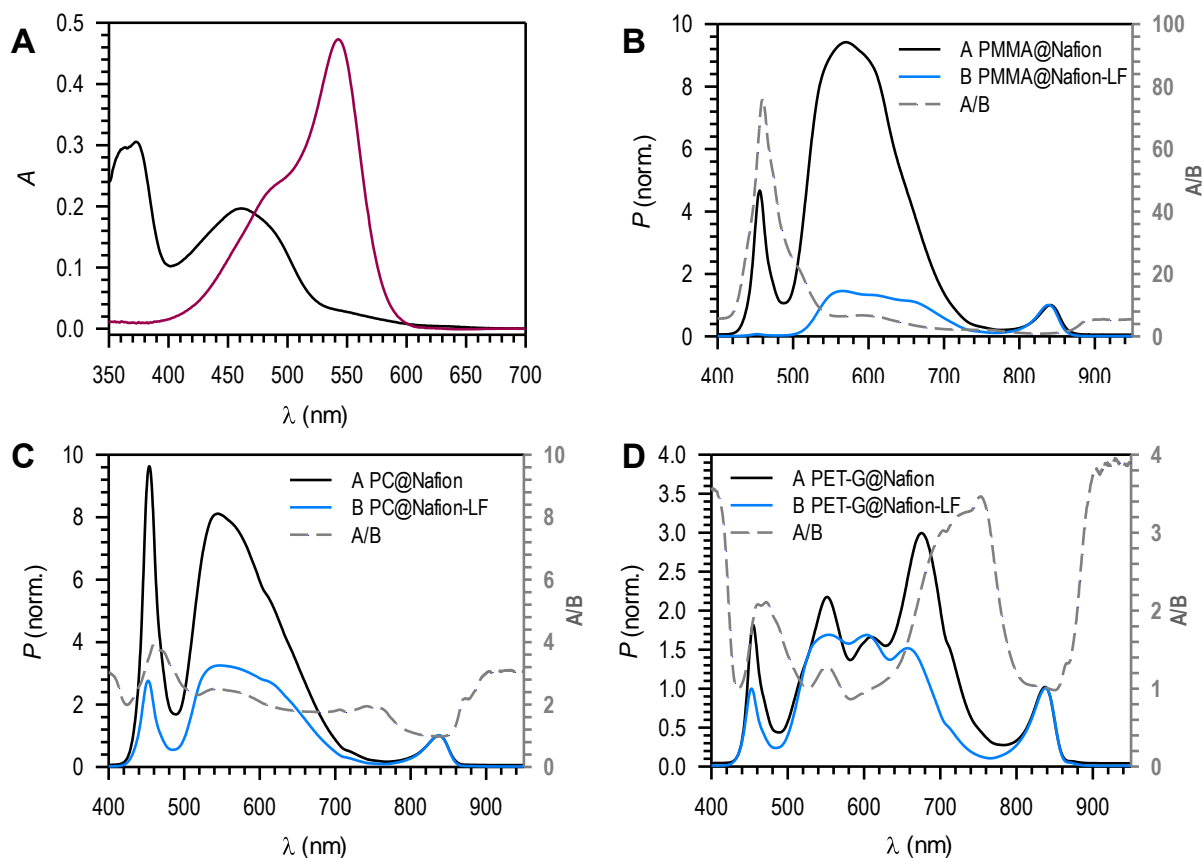 A
0.5
0.4
0.3
0.2
0.1
0.0
A
350 400 450 500 550 600 650 700
λ (nm)
B
10
8
6
4
2
0
P (norm.)
A PMMA@Nafion
B PMMA@Nafion-LF
A/B
100
80
60
40
20
0
A/B
400 500 600 700 800 900
λ (nm)
C
10
8
6
4
2
0
P (norm.)
A PC@Nafion
B PC@Nafion-LF
A/B
10
8
6
4
2
0
A/B
400 500 600 700 800 900
λ (nm)
D
4.0
3.5
3.0
2.5
2.0
1.5
1.0
0.5
0.0
P (norm.)
A PET-G@Nafion
B PET-G@Nafion-LF
A/B
4
3
2
1
0
A/B
400 500 600 700 800 900
λ (nm)